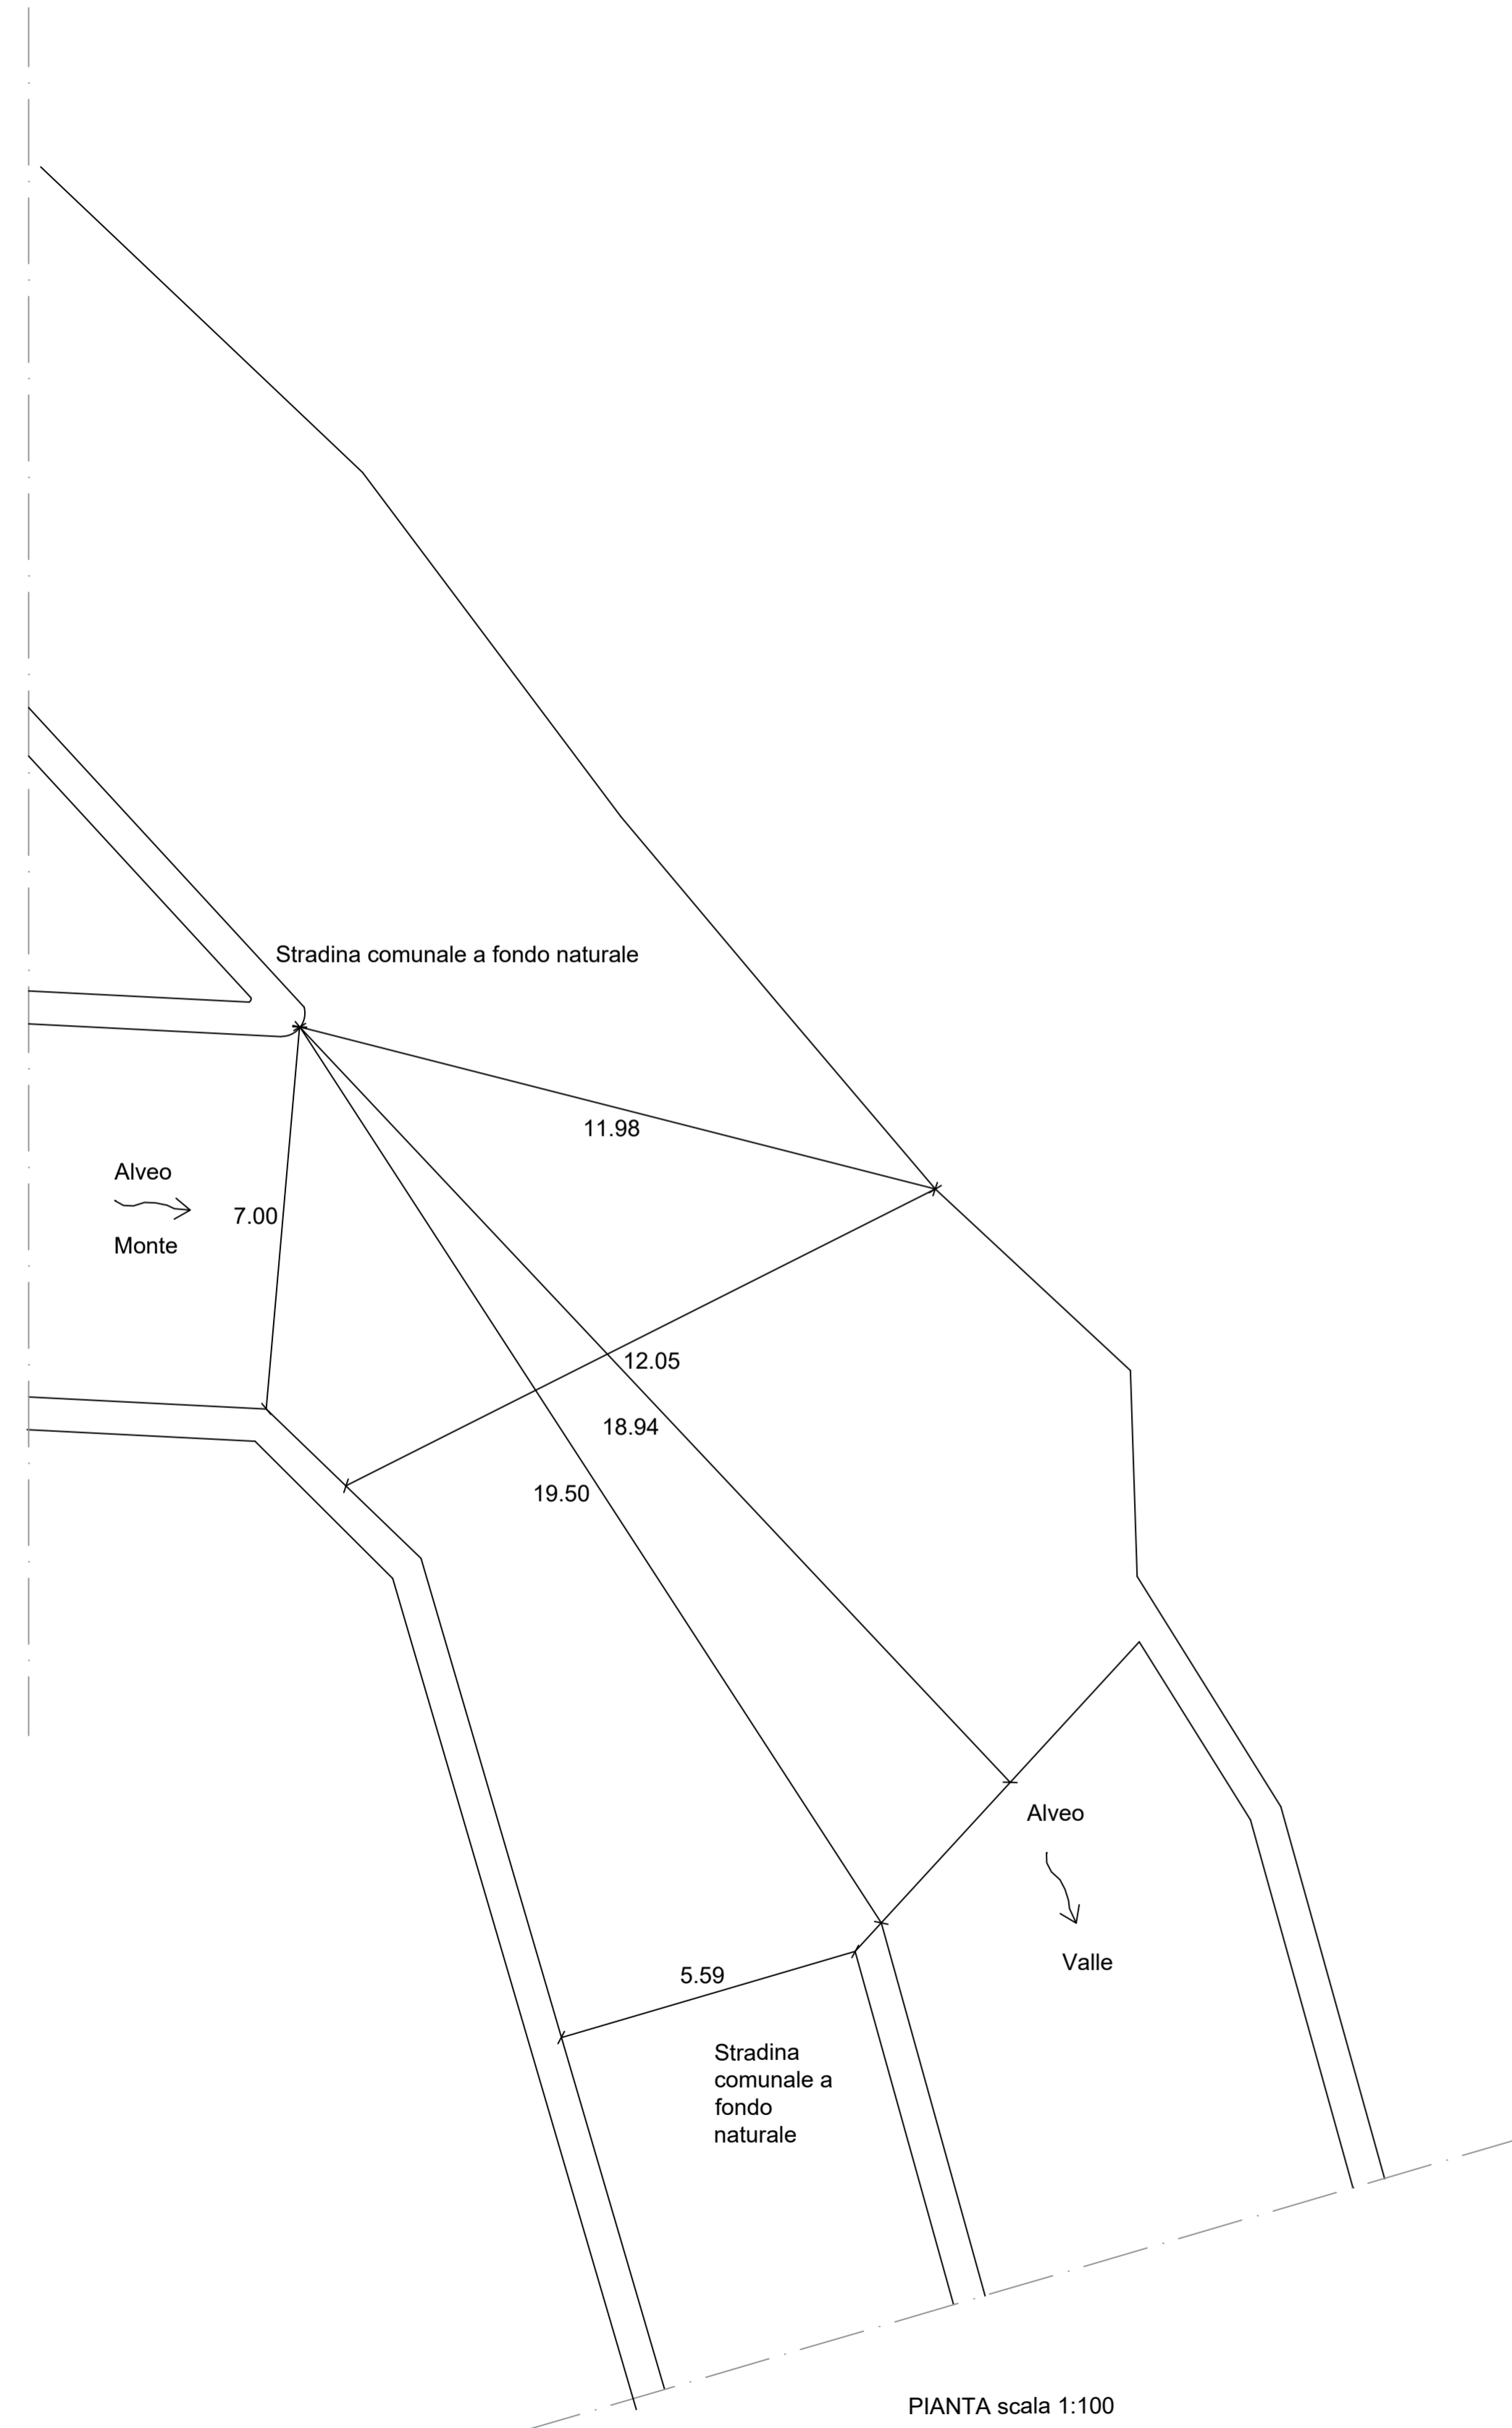 Stradina comunale a fondo naturale
11.98
Alveo
7.00
Monte
12.05
18.94
19.50
Alveo
Valle
5.59
Stradina
comunale a
fondo
naturale
PIANTA scala 1:100